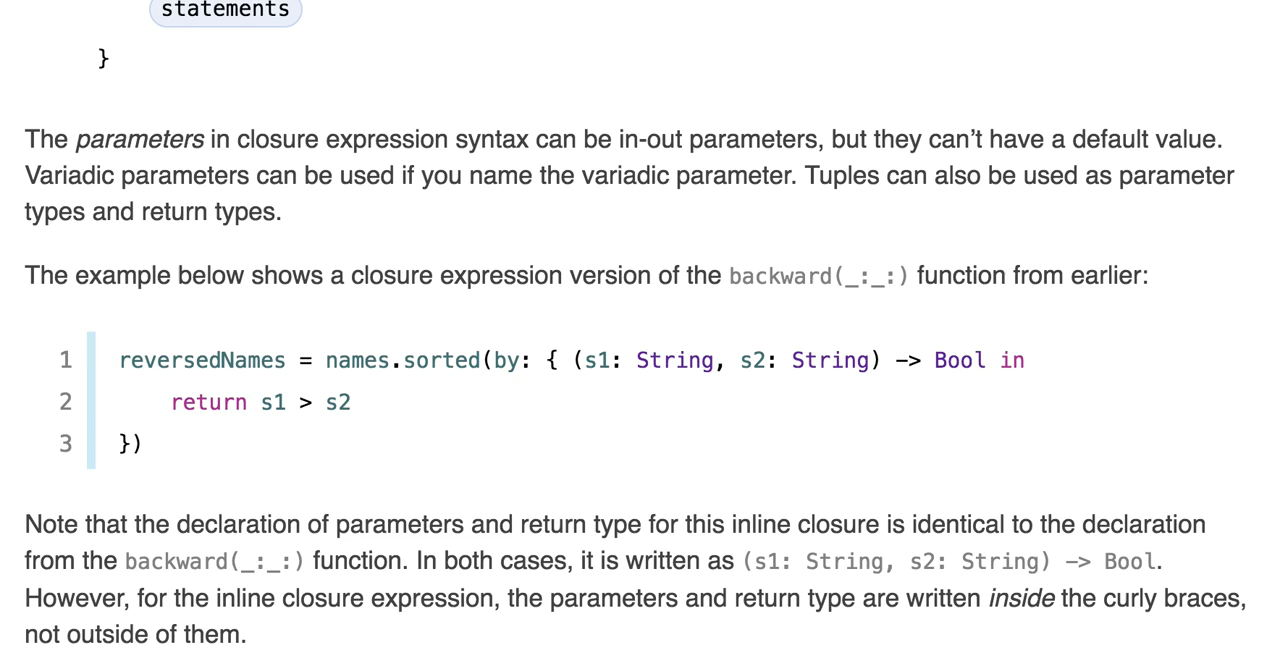 statements
}
The parameters in closure expression syntax can be in-out parameters, but they can’t have a default value.
Variadic parameters can be used if you name the variadic parameter. Tuples can also be used as parameter
types and return types.
The example below shows a closure expression version of the backward(_:_:) function from earlier:
1 reversedNames = names.sorted(by: { (s1: String, s2: String) -> Bool in
2 return s1 > s2
3 })
Note that the declaration of parameters and return type for this inline closure is identical to the declaration
from the backward(_:_:) function. In both cases, it is written as (s1: String, s2: String) -> Bool.
However, for the inline closure expression, the parameters and return type are written inside the curly braces,
not outside of them.